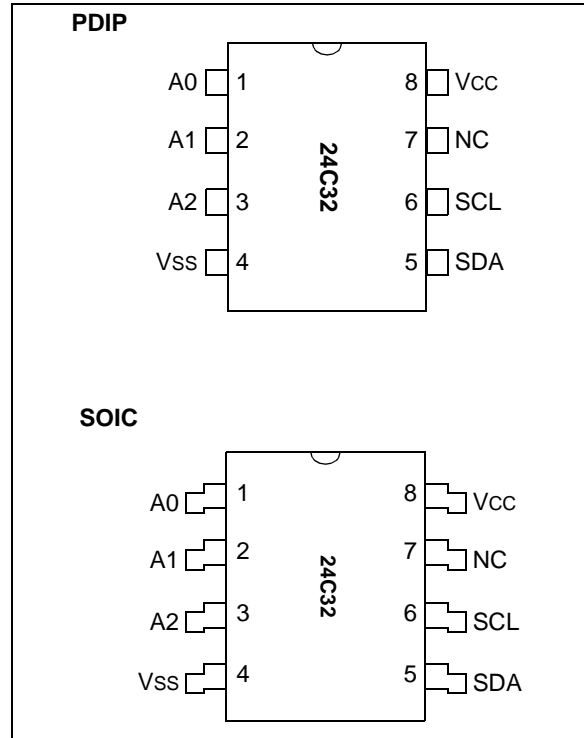 PDIP
A0 1 8 VCC
A1 2 7 NC
A2 3 6 SCL
VSS 4 5 SDA
24C32
SOIC
A0 1 8 VCC
A1 2 7 NC
A2 3 6 SCL
VSS 4 5 SDA
24C32